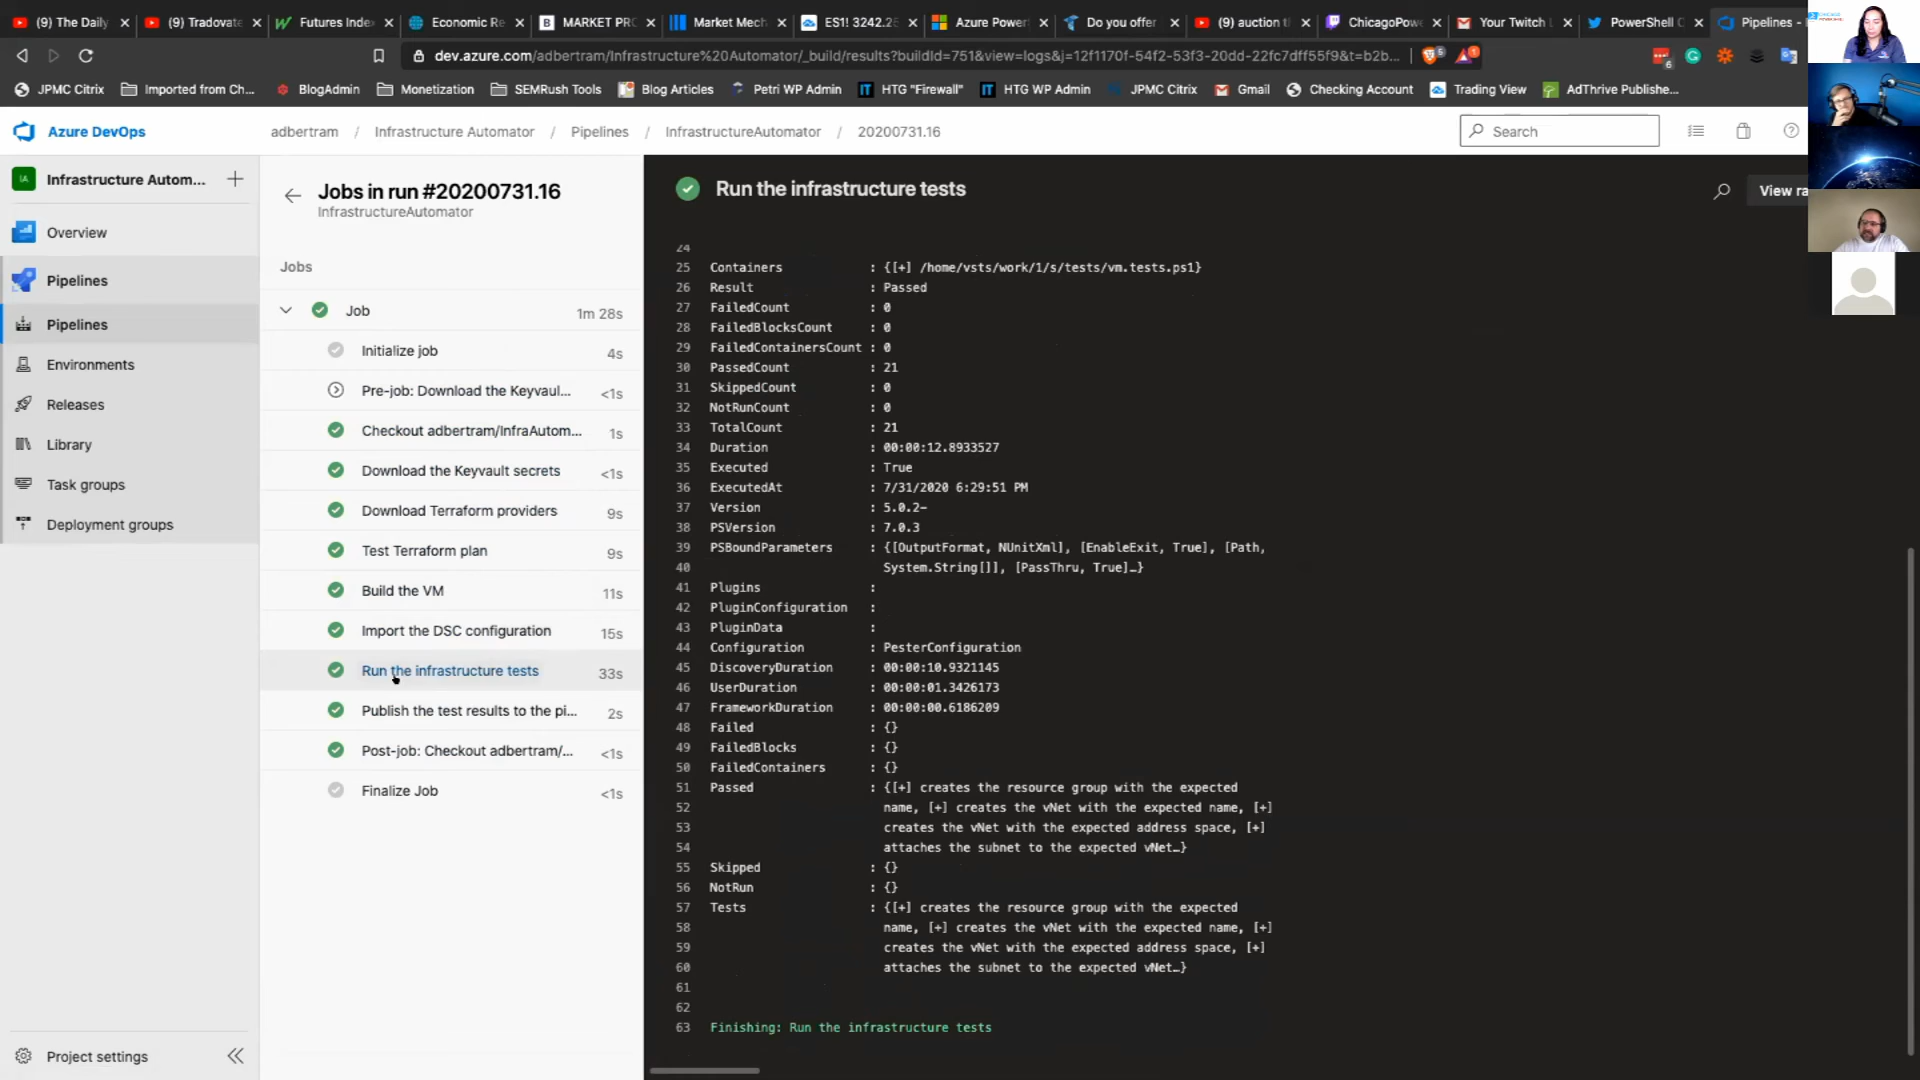 (9) The Daily
(9) Tradovate
Futures Index
Economic Re
MARKET PRO
Market Mech
ES1! 3242.25
Azure Power
Do you offer
(9) auction th
ChicagoPowe
Your Twitch L
PowerShell C
Pipelines -
dev.azure.com/adbertram/Infrastructure%20Automator/_build/results?buildId=751&view=logs&j=12f1170f-54f2-53f3-20dd-22fc7dff55f9&t=b2b...
JPMC Citrix
Imported from Ch...
BlogAdmin
Monetization
SEMRush Tools
Blog Articles
Petri WP Admin
HTG "Firewall"
HTG WP Admin
JPMC Citrix
Gmail
Checking Account
Trading View
AdThrive Publishe...
Azure DevOps
adbertram / Infrastructure Automator / Pipelines / InfrastructureAutomator / 20200731.16
Search
IA
Infrastructure Autom...
Overview
Pipelines
Pipelines
Environments
Releases
Library
Task groups
Deployment groups
Project settings
Jobs in run #20200731.16
InfrastructureAutomator
Jobs
Job 1m 28s
Initialize job 4s
Pre-job: Download the Keyvaul... <1s
Checkout adbertram/InfraAutom... 1s
Download the Keyvault secrets <1s
Download Terraform providers 9s
Test Terraform plan 9s
Build the VM 11s
Import the DSC configuration 15s
Run the infrastructure tests 33s
Publish the test results to the pi... 2s
Post-job: Checkout adbertram/... <1s
Finalize Job <1s
Run the infrastructure tests
View ra
24
25 Containers : {[+] /home/vsts/work/1/s/tests/vm.tests.ps1}
26 Result : Passed
27 FailedCount : 0
28 FailedBlocksCount : 0
29 FailedContainersCount : 0
30 PassedCount : 21
31 SkippedCount : 0
32 NotRunCount : 0
33 TotalCount : 21
34 Duration : 00:00:12.8933527
35 Executed : True
36 ExecutedAt : 7/31/2020 6:29:51 PM
37 Version : 5.0.2-
38 PSVersion : 7.0.3
39 PSBoundParameters : {[OutputFormat, NUnitXml], [EnableExit, True], [Path,
40 System.String[]], [PassThru, True]…}
41 Plugins :
42 PluginConfiguration :
43 PluginData :
44 Configuration : PesterConfiguration
45 DiscoveryDuration : 00:00:10.9321145
46 UserDuration : 00:00:01.3426173
47 FrameworkDuration : 00:00:00.6186209
48 Failed : {}
49 FailedBlocks : {}
50 FailedContainers : {}
51 Passed : {[+] creates the resource group with the expected
52 name, [+] creates the vNet with the expected name, [+]
53 creates the vNet with the expected address space, [+]
54 attaches the subnet to the expected vNet…}
55 Skipped : {}
56 NotRun : {}
57 Tests : {[+] creates the resource group with the expected
58 name, [+] creates the vNet with the expected name, [+]
59 creates the vNet with the expected address space, [+]
60 attaches the subnet to the expected vNet…}
61
62
63 Finishing: Run the infrastructure tests